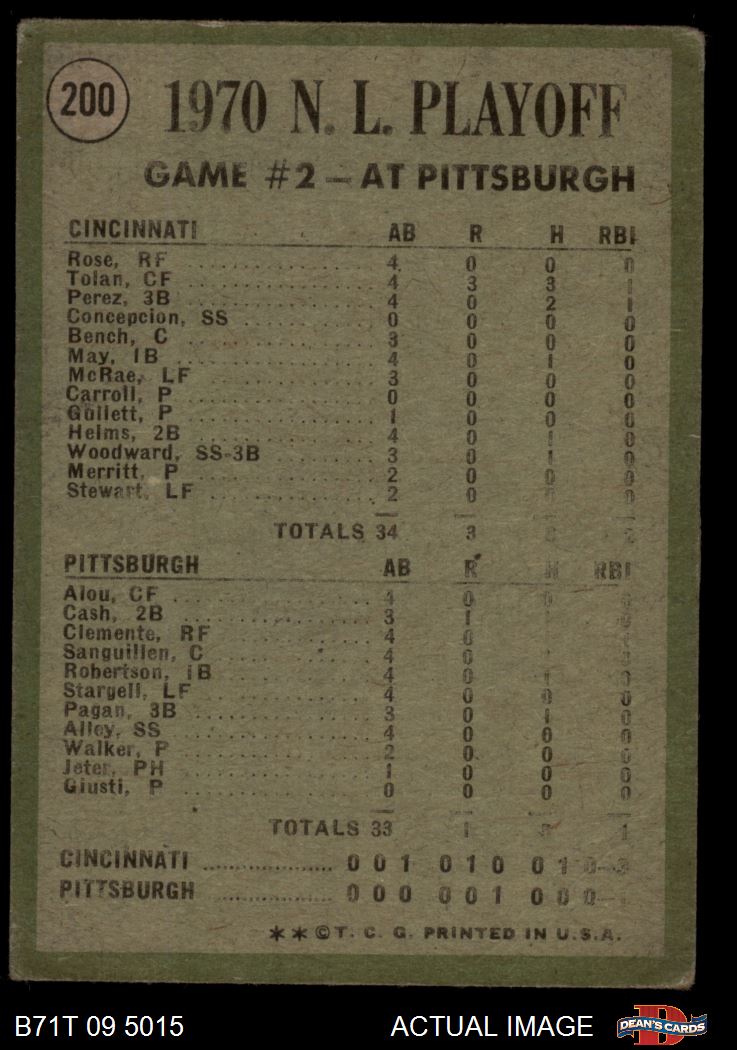 200
1970 N. L. PLAYOFF
GAME #2 — AT PITTSBURGH
CINCINNATI AB R H RBI
Rose, RF .......... 4 0 0 0
Tolan, CF .......... 4 3 3 1
Perez, 3B .......... 4 0 2 1
Concepcion, SS .......... 0 0 0 0
Bench, C .......... 3 0 0 0
May, 1B .......... 4 0 1 0
McRae, LF .......... 3 0 0 0
Carroll, P .......... 0 0 0 0
Gullett, P .......... 1 0 0 0
Helms, 2B .......... 4 0 1 0
Woodward, SS-3B .......... 3 0 1 0
Merritt, P .......... 2 0 0 0
Stewart, LF .......... 2 0 0
TOTALS 34 3 2
PITTSBURGH AB R H RBI
Alou, CF .......... 4 0 0
Cash, 2B .......... 3 1
Clemente, RF .......... 4 0
Sanguillen, C .......... 4 0
Robertson, 1B .......... 4 0 1 0
Stargell, LF .......... 4 0 0 0
Pagan, 3B .......... 3 0 1 0
Alley, SS .......... 4 0 0 0
Walker, P .......... 2 0 0 0
Jeter, PH .......... 1 0 0 0
Giusti, P .......... 0 0 0 0
TOTALS 33 1 1
CINCINNATI .......... 0 0 1 0 1 0 0 1 0—3
PITTSBURGH .......... 0 0 0 0 0 1 0 0 0—1
**©T. C. G. PRINTED IN U.S.A.
B71T 09 5015 ACTUAL IMAGE DEAN'S CARDS